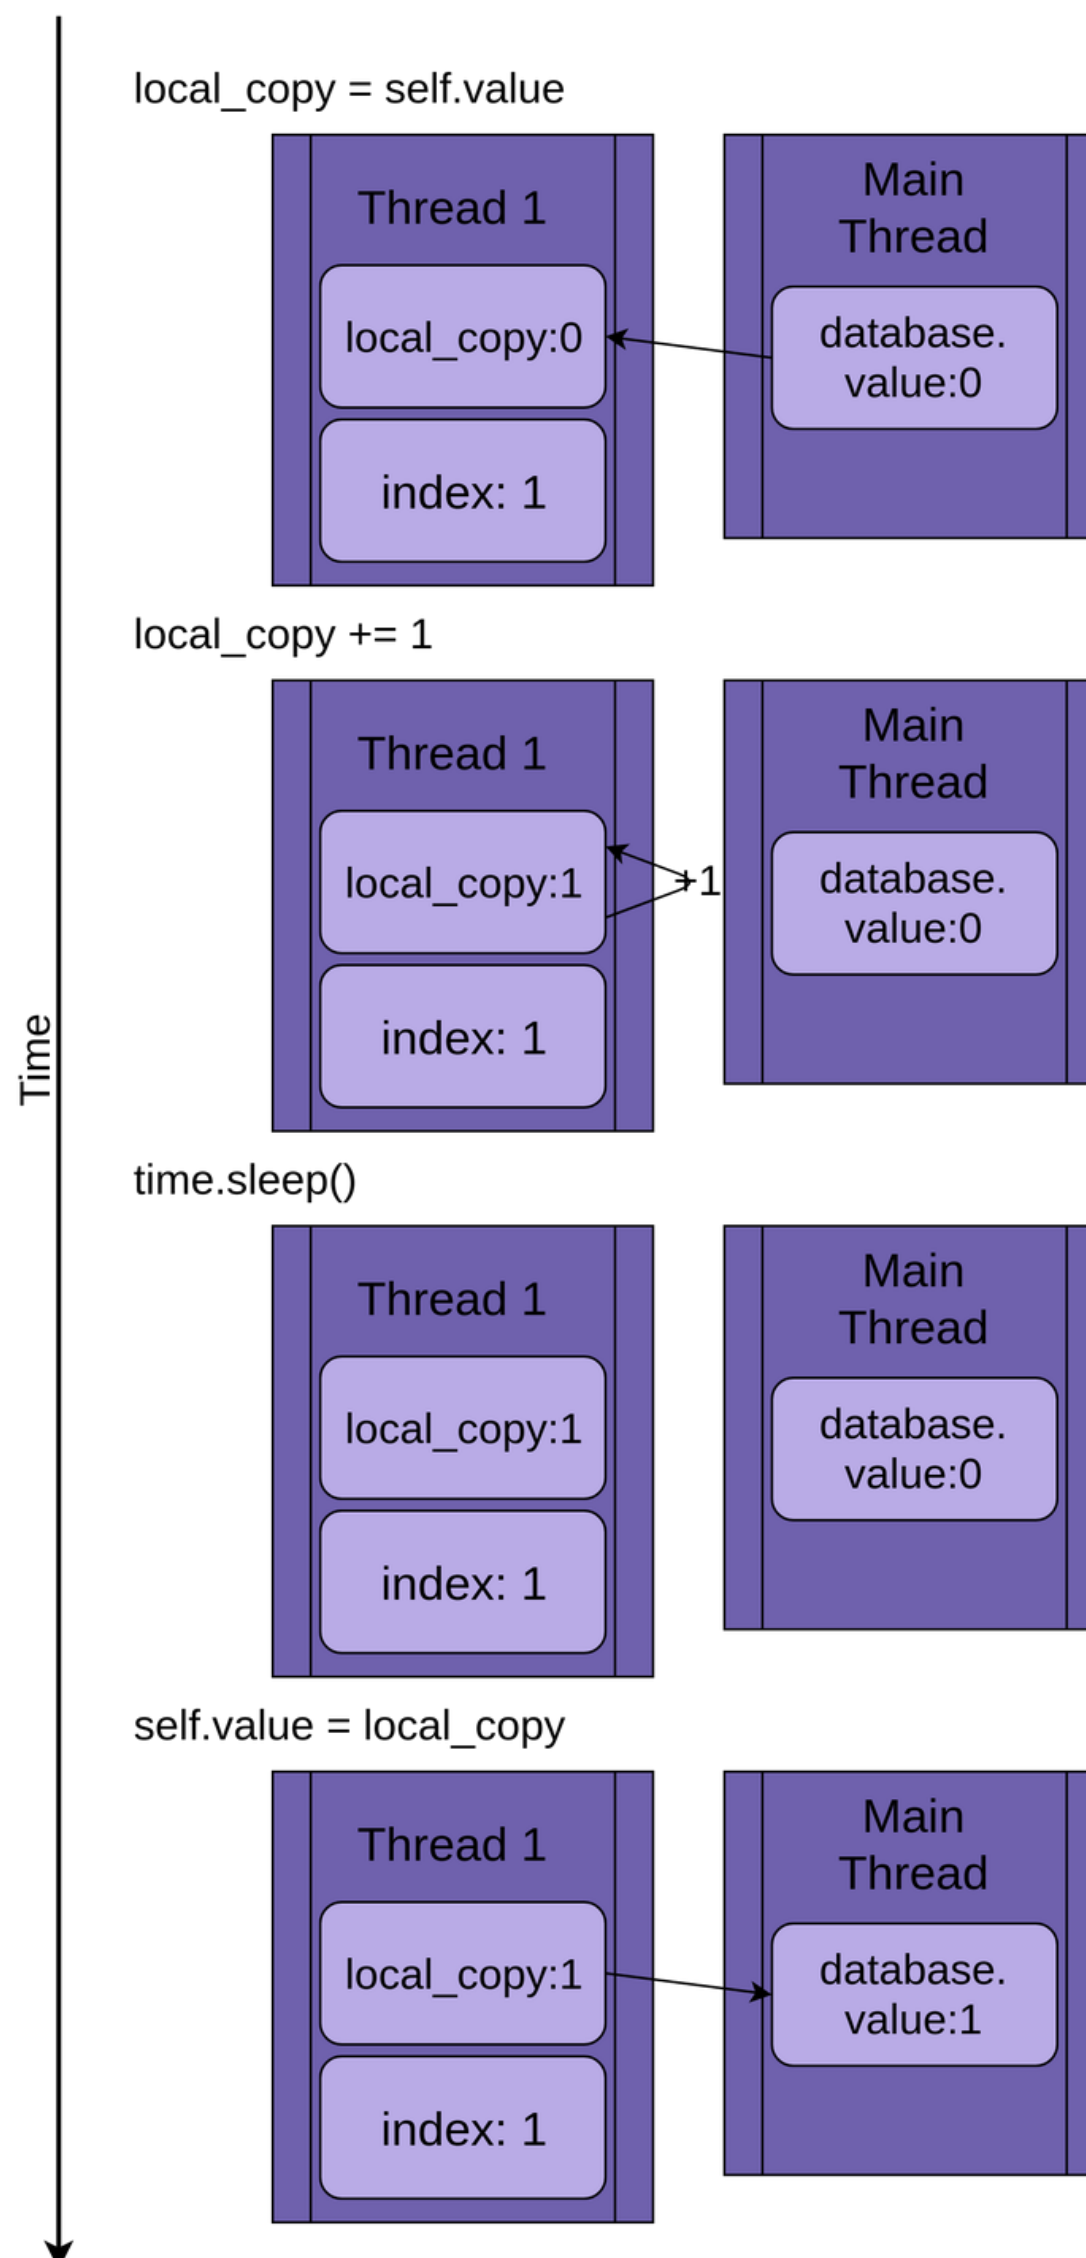 local_copy = self.value
Thread 1
local_copy:0
index: 1
Main
Thread
database.
value:0
local_copy += 1
Thread 1
local_copy:1
index: 1
+1
Main
Thread
database.
value:0
Time
time.sleep()
Thread 1
local_copy:1
index: 1
Main
Thread
database.
value:0
self.value = local_copy
Thread 1
local_copy:1
index: 1
Main
Thread
database.
value:1